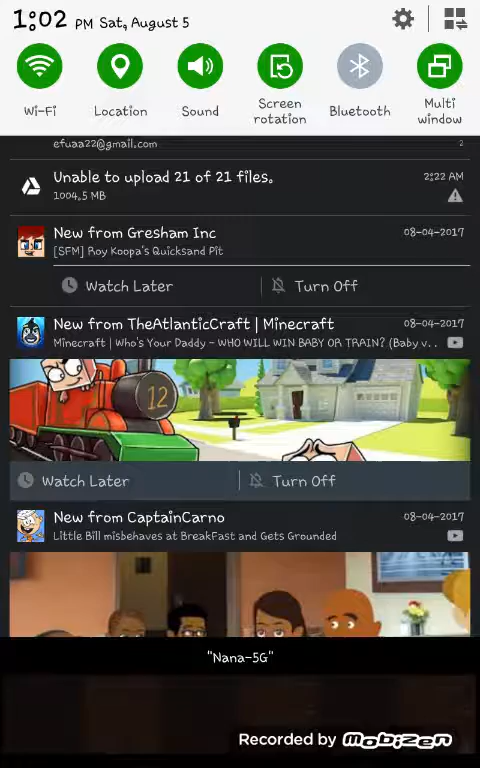 1:02 PM Sat, August 5
Wi-Fi
Location
Sound
Screen rotation
Bluetooth
Multi window
efuaa22@gmail.com 2
Unable to upload 21 of 21 files. 2:22 AM
1004.5 MB
New from Gresham Inc 08-04-2017
[SFM] Roy Koopa's Quicksand Pit
Watch Later Turn Off
New from TheAtlanticCraft | Minecraft 08-04-2017
Minecraft | Who's Your Daddy - WHO WILL WIN BABY OR TRAIN? (Baby v..
12
Watch Later Turn Off
New from CaptainCarno 08-04-2017
Little Bill misbehaves at BreakFast and Gets Grounded
"Nana-5G"
Recorded by Mobizen